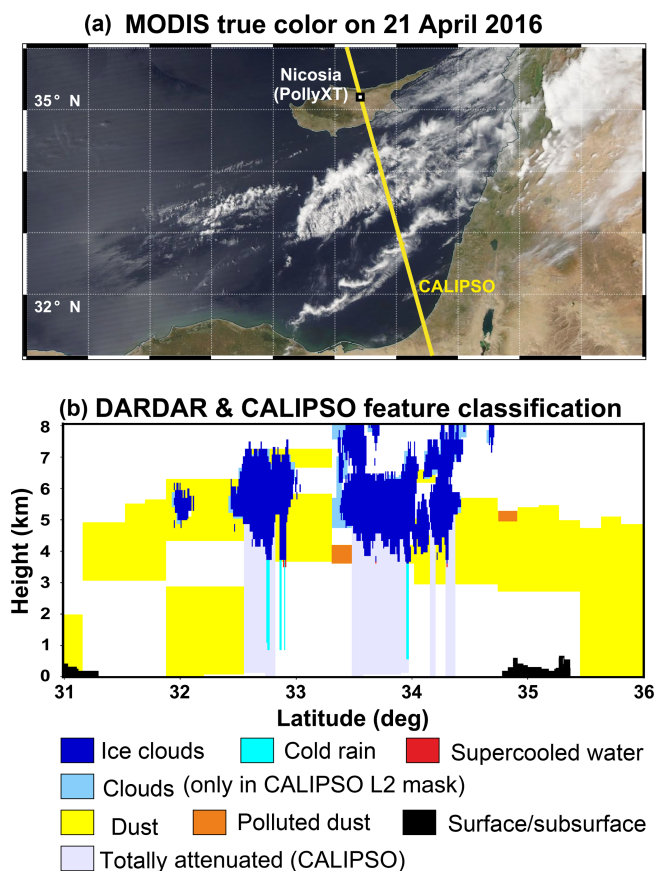 (a) MODIS true color on 21 April 2016
Nicosia
(PollyXT)
35° N
CALIPSO
32° N
(b) DARDAR & CALIPSO feature classification
Height (km)
8
7
6
5
4
3
2
1
0
31 32 33 34 35 36
Latitude (deg)
Ice clouds Cold rain Supercooled water
Clouds (only in CALIPSO L2 mask)
Dust Polluted dust Surface/subsurface
Totally attenuated (CALIPSO)